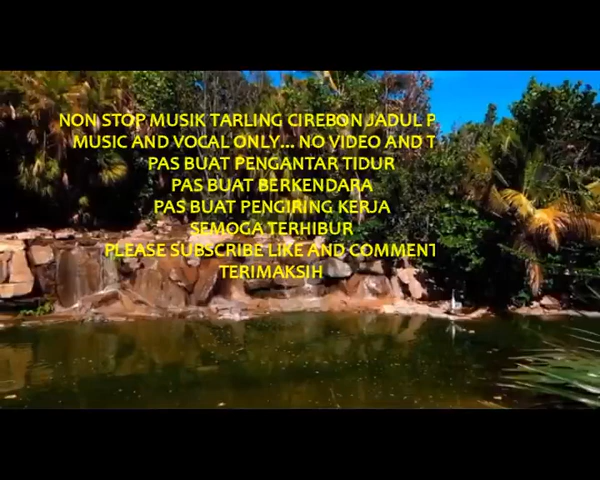 NON STOP MUSIK TARLING CIREBON JADUL P
MUSIC AND VOCAL ONLY... NO VIDEO AND T
PAS BUAT PENGANTAR TIDUR
PAS BUAT BERKENDARA
PAS BUAT PENGIRING KERJA
SEMOGA TERHIBUR
PLEASE SUBSCRIBE LIKE AND COMMENT
TERIMAKSIH